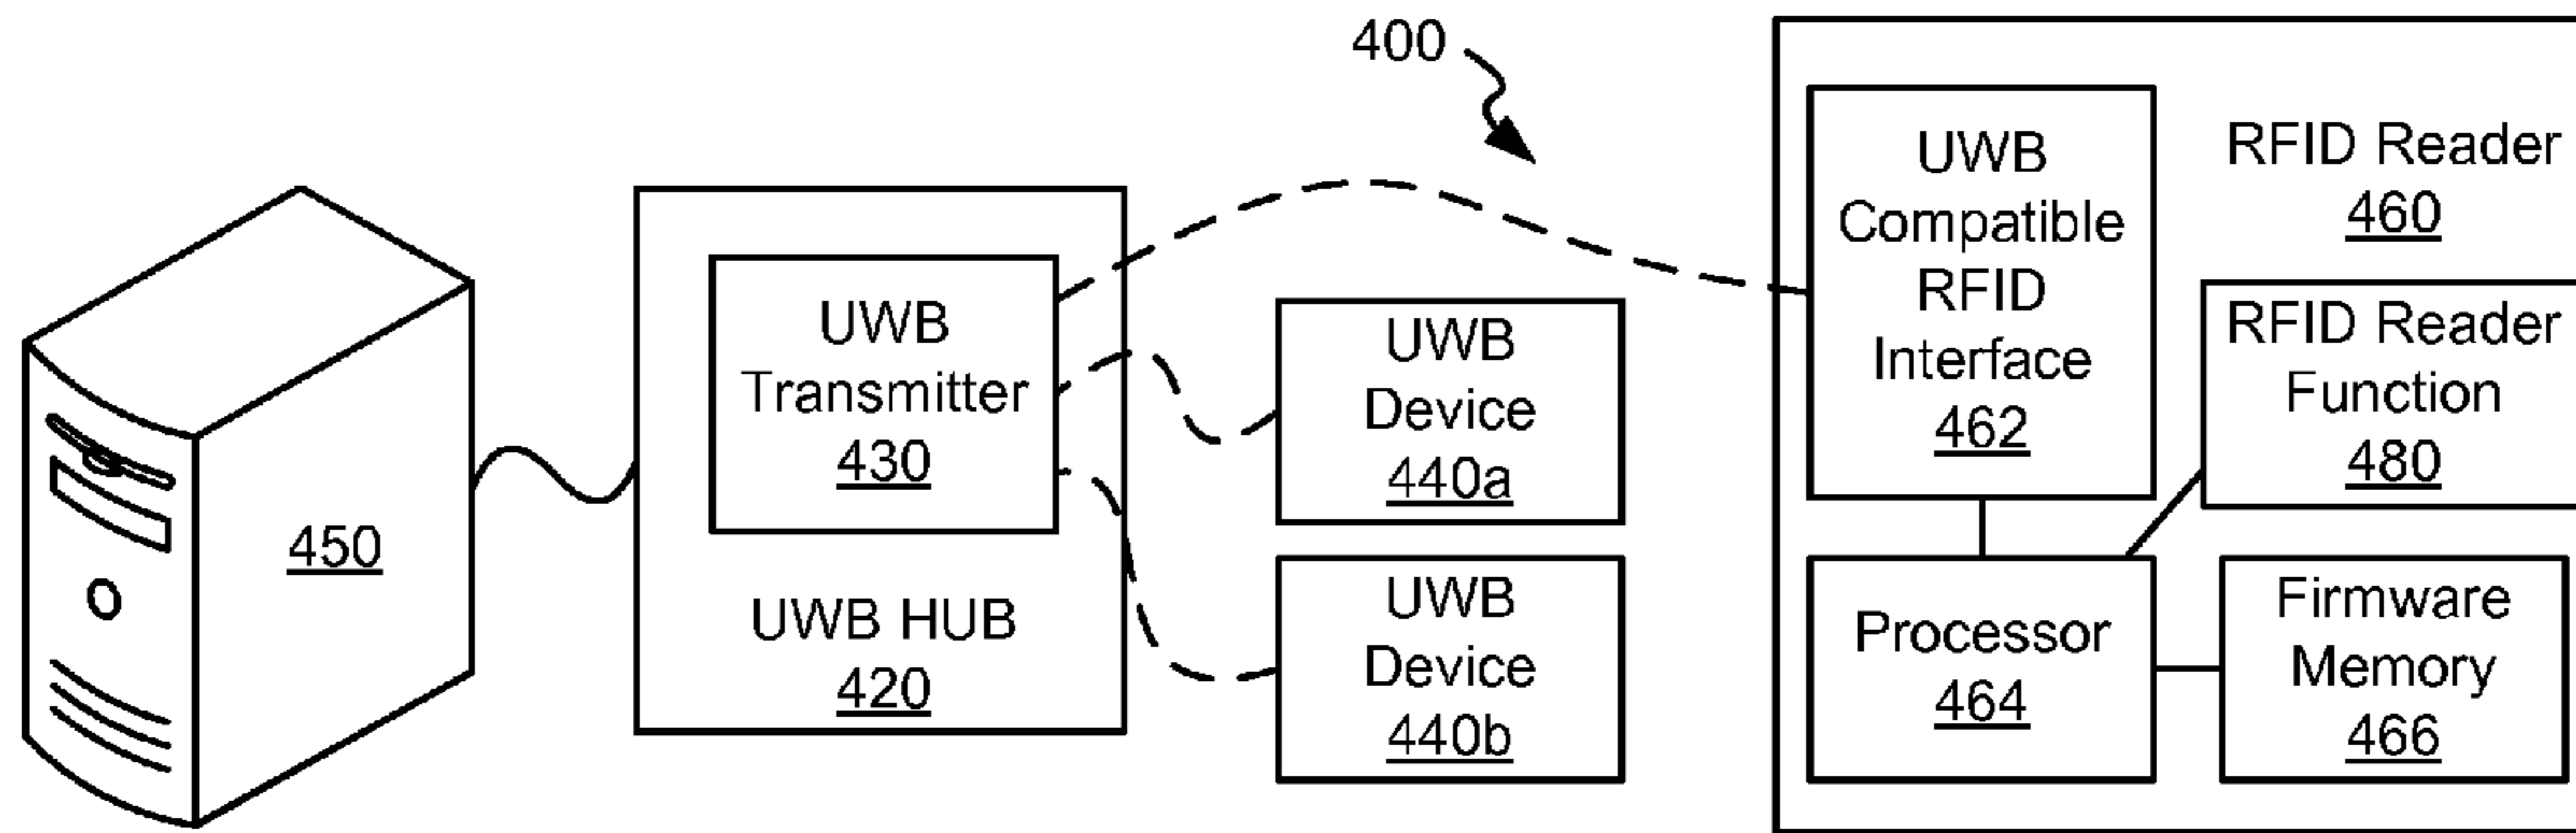 400
450
UWB
Transmitter
430
UWB HUB
420
UWB
Device
440a
UWB
Device
440b
UWB
Compatible
RFID
Interface
462
RFID Reader
460
RFID Reader
Function
480
Processor
464
Firmware
Memory
466